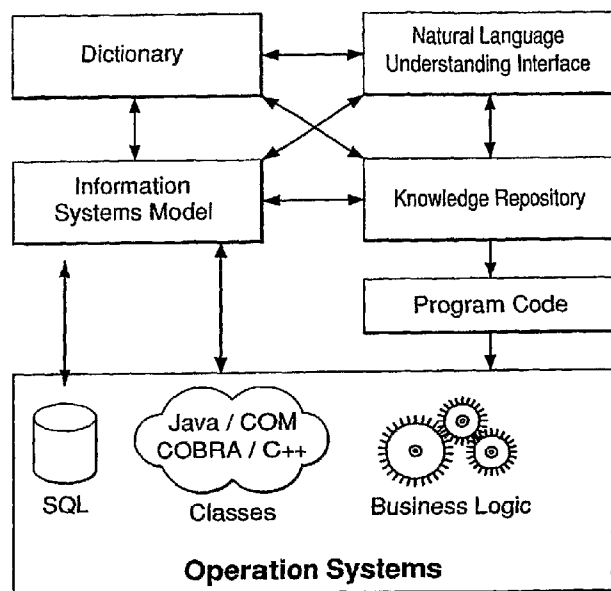 Dictionary
Natural Language
Understanding Interface
Information
Systems Model
Knowledge Repository
Program Code
Java / COM
COBRA / C++
SQL
Classes
Business Logic
Operation Systems